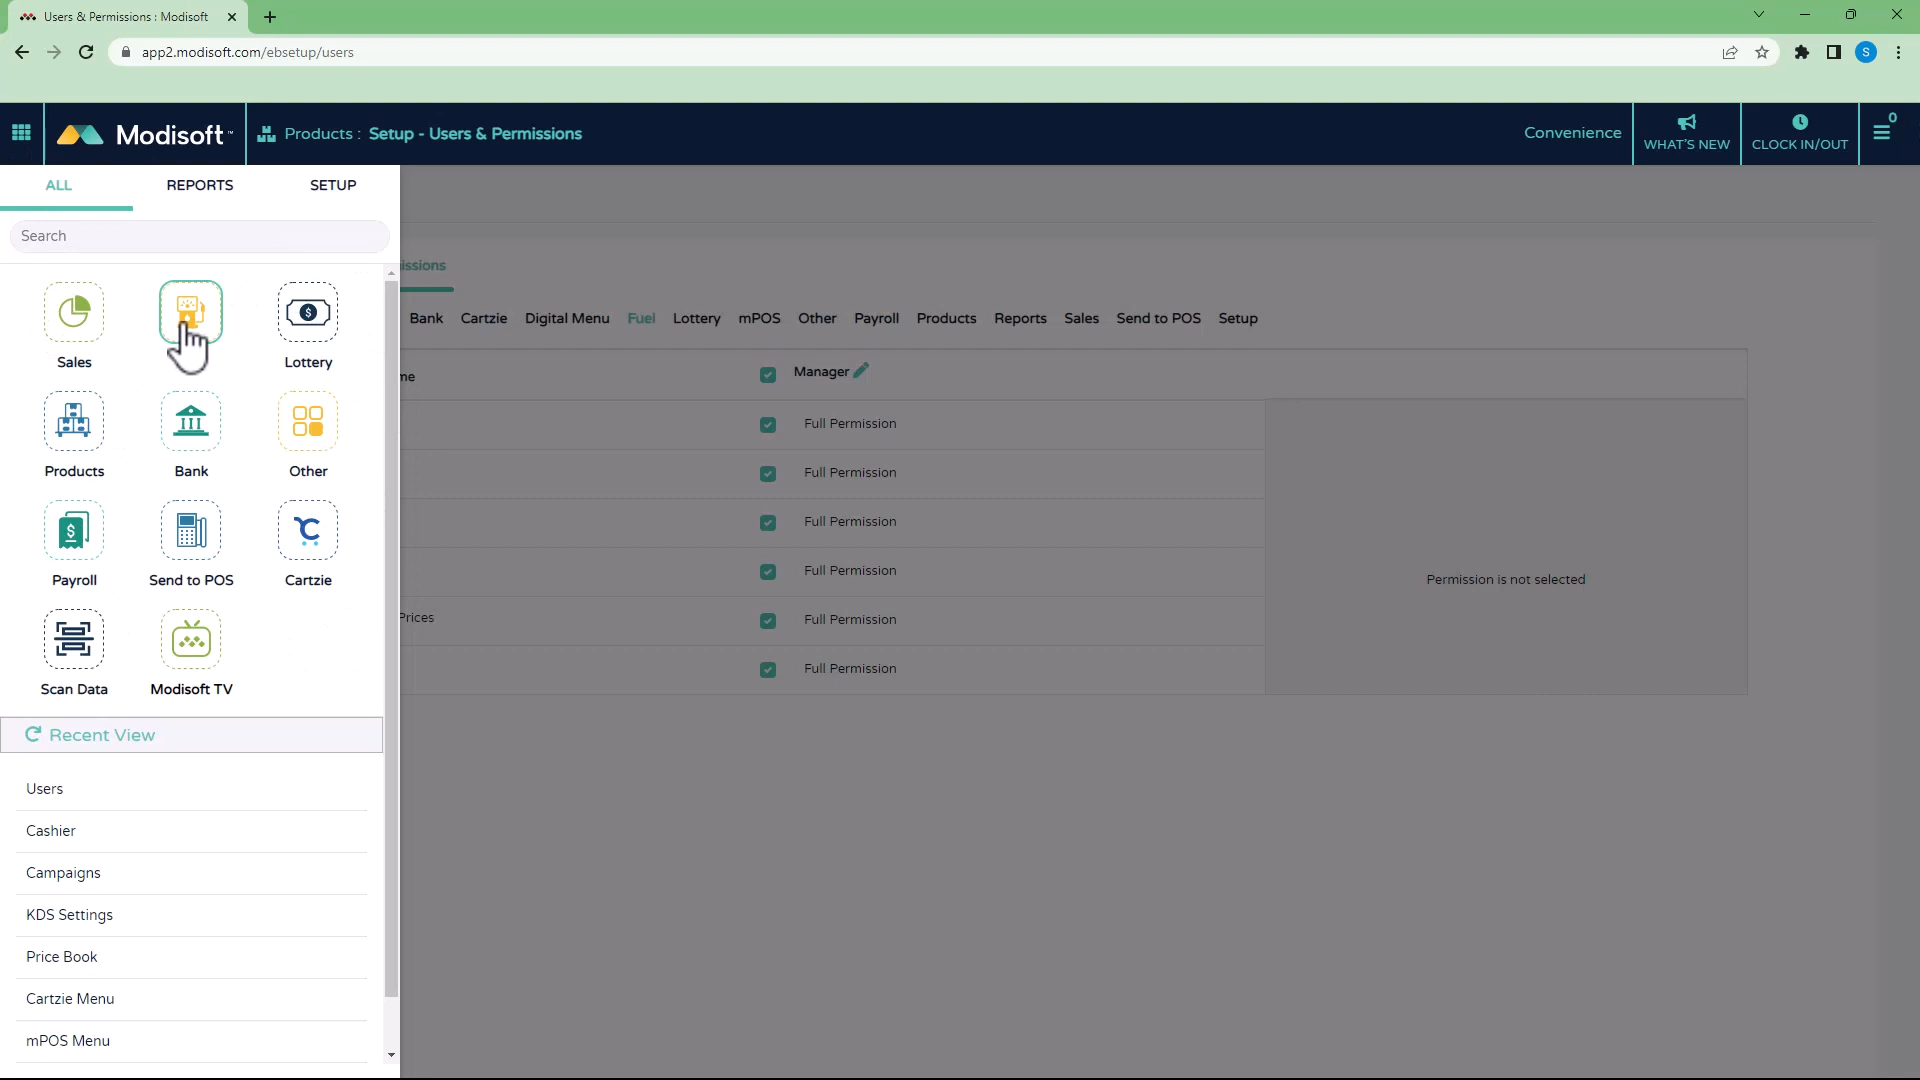 Users & Permissions : Modisoft
app2.modisoft.com/ebsetup/users
S
Modisoft™
Products : Setup - Users & Permissions
Convenience
WHAT'S NEW
CLOCK IN/OUT
0
ALL REPORTS SETUP
Search
Sales
Lottery
Products
Bank
Other
Payroll
Send to POS
Cartzie
Scan Data
Modisoft TV
Recent View
Users
Cashier
Campaigns
KDS Settings
Price Book
Cartzie Menu
mPOS Menu
issions
Bank Cartzie Digital Menu Fuel Lottery mPOS Other Payroll Products Reports Sales Send to POS Setup
me
Manager
Full Permission
Full Permission
Full Permission
Full Permission
Prices Full Permission
Full Permission
Permission is not selected